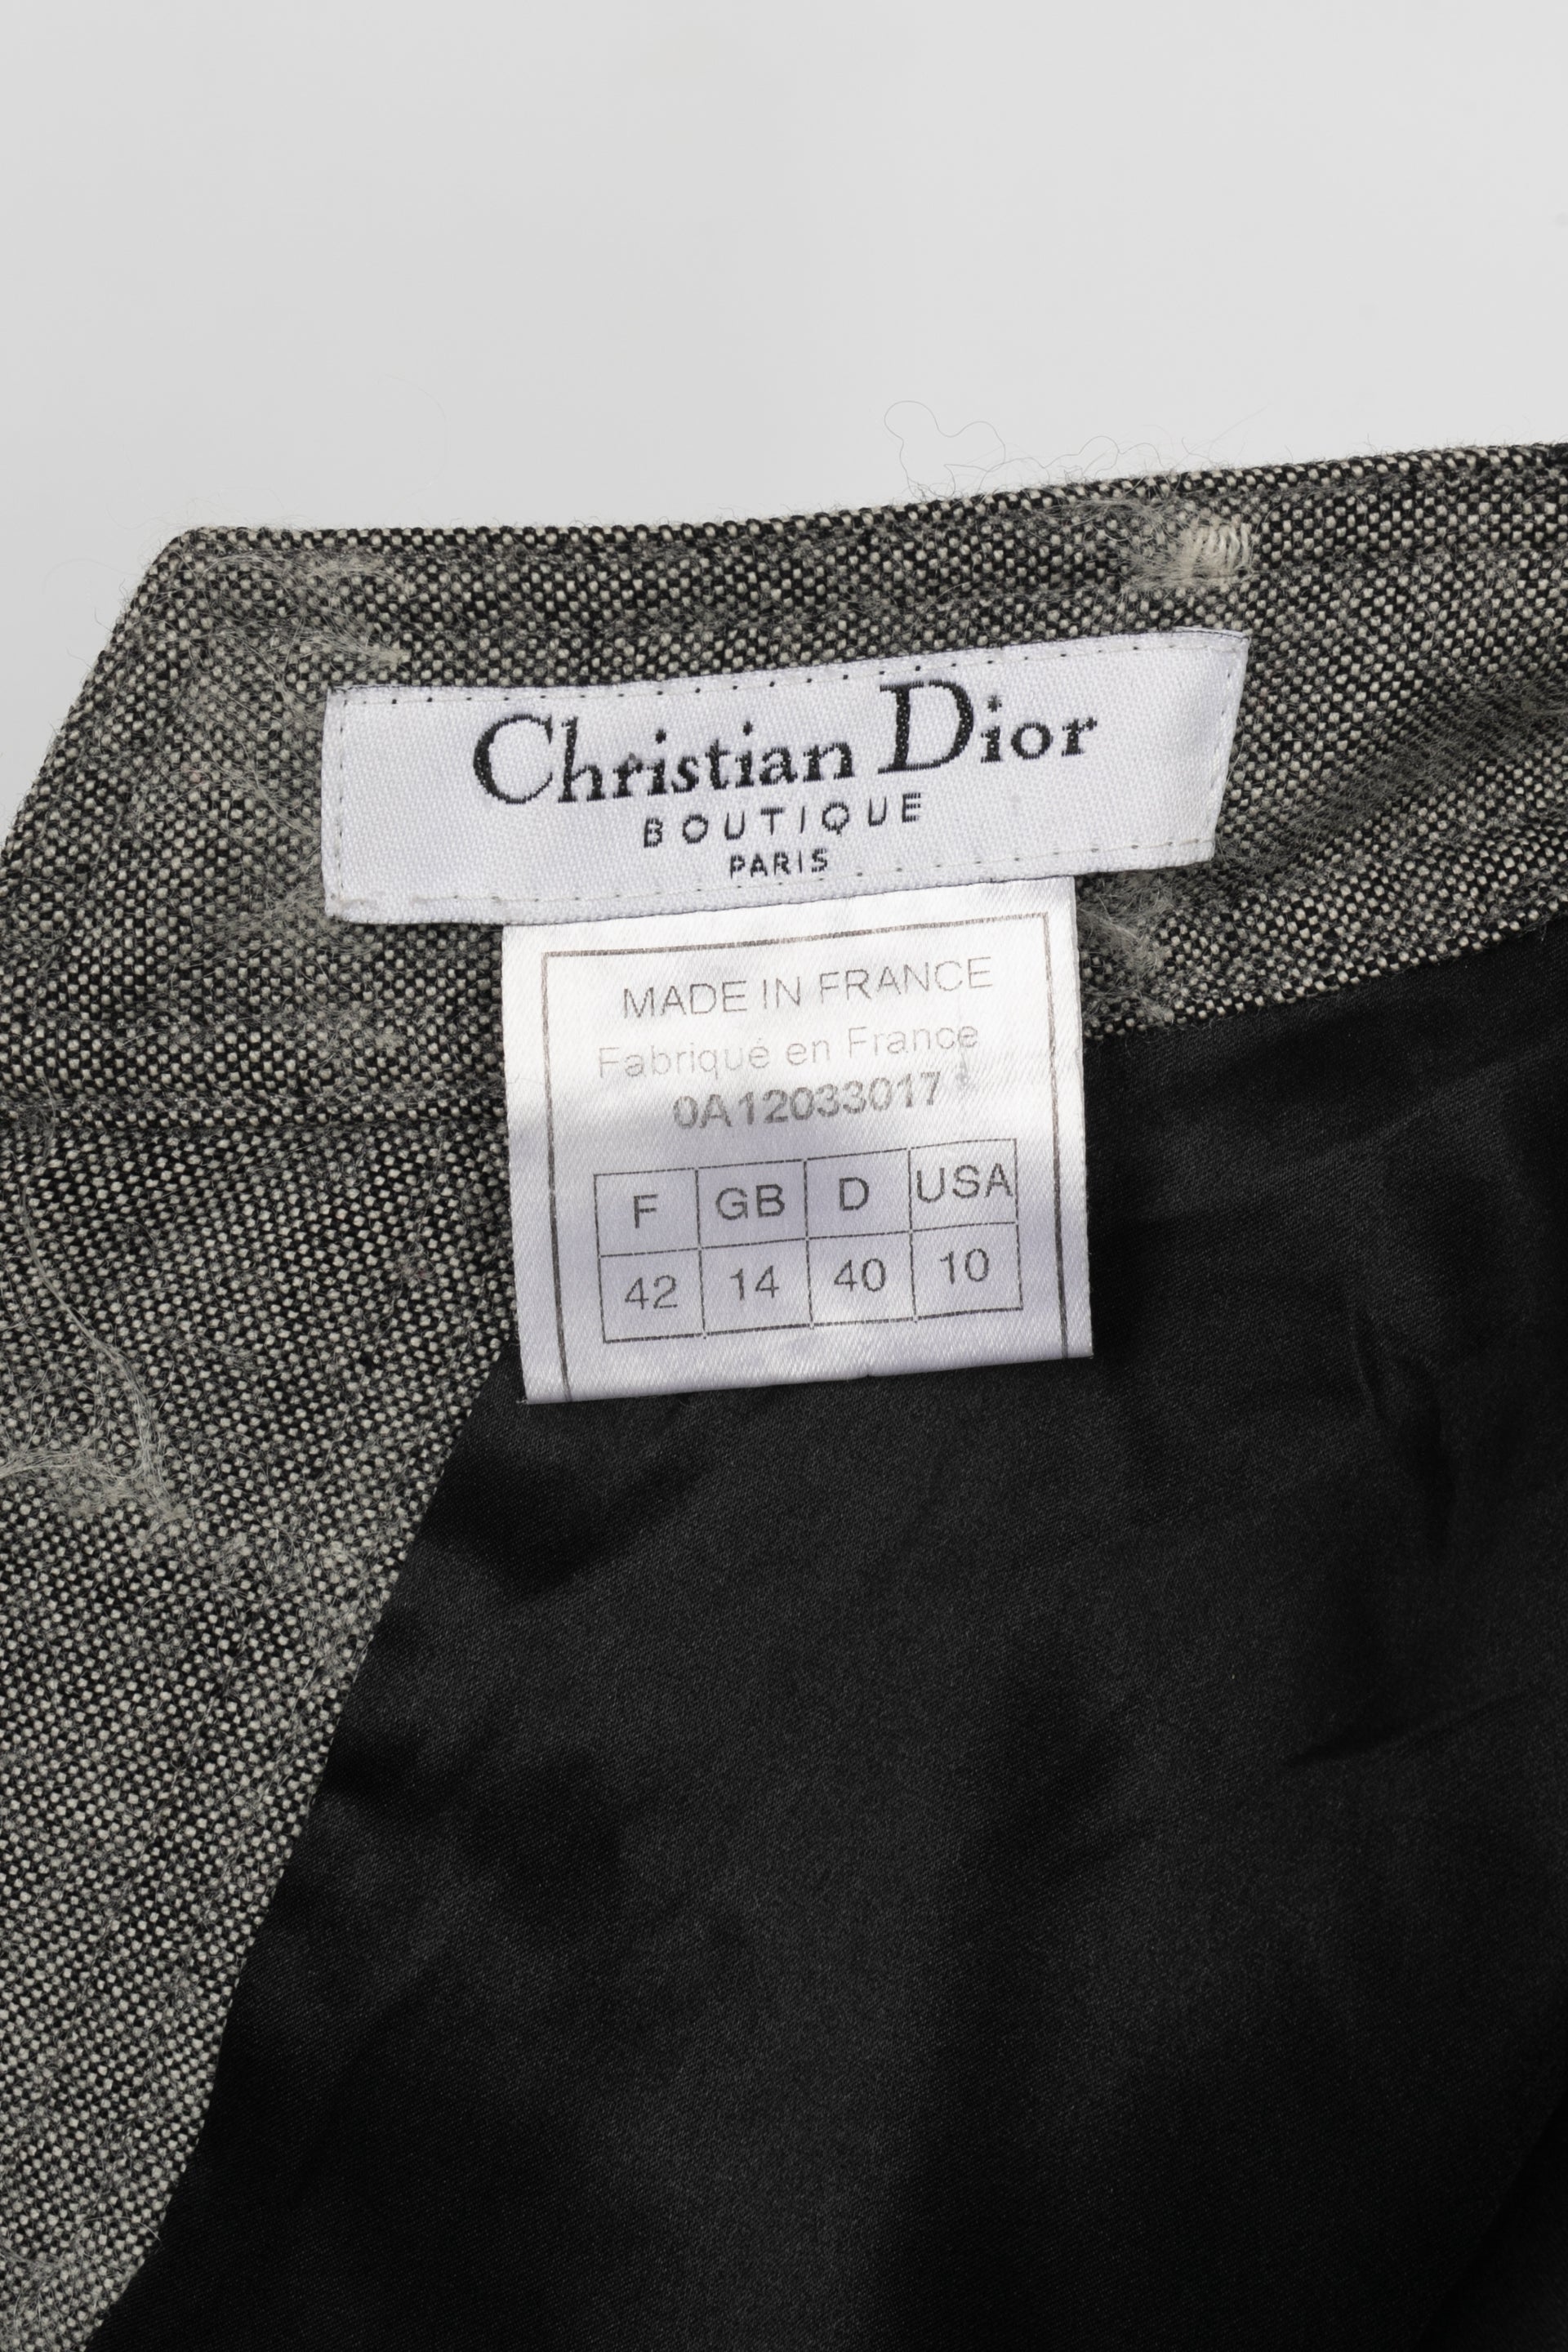 Christian Dior
BOUTIQUE
PARIS
MADE IN FRANCE
Fabriqué en France
0A12033017
F GB D USA
42 14 40 10